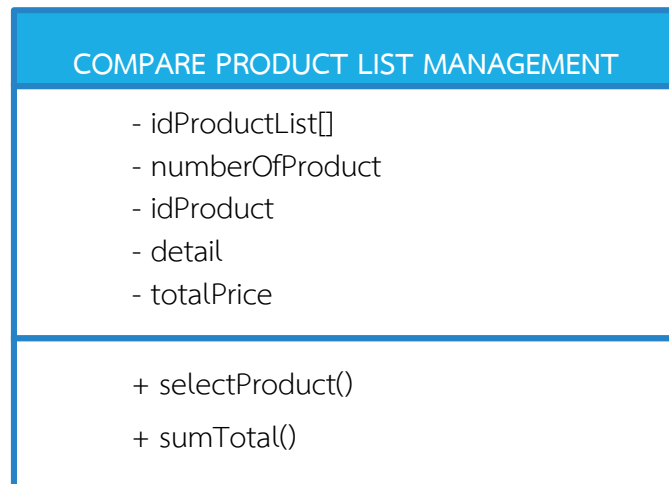 COMPARE PRODUCT LIST MANAGEMENT
- idProductList[]
- numberOfProduct
- idProduct
- detail
- totalPrice
+ selectProduct()
+ sumTotal()